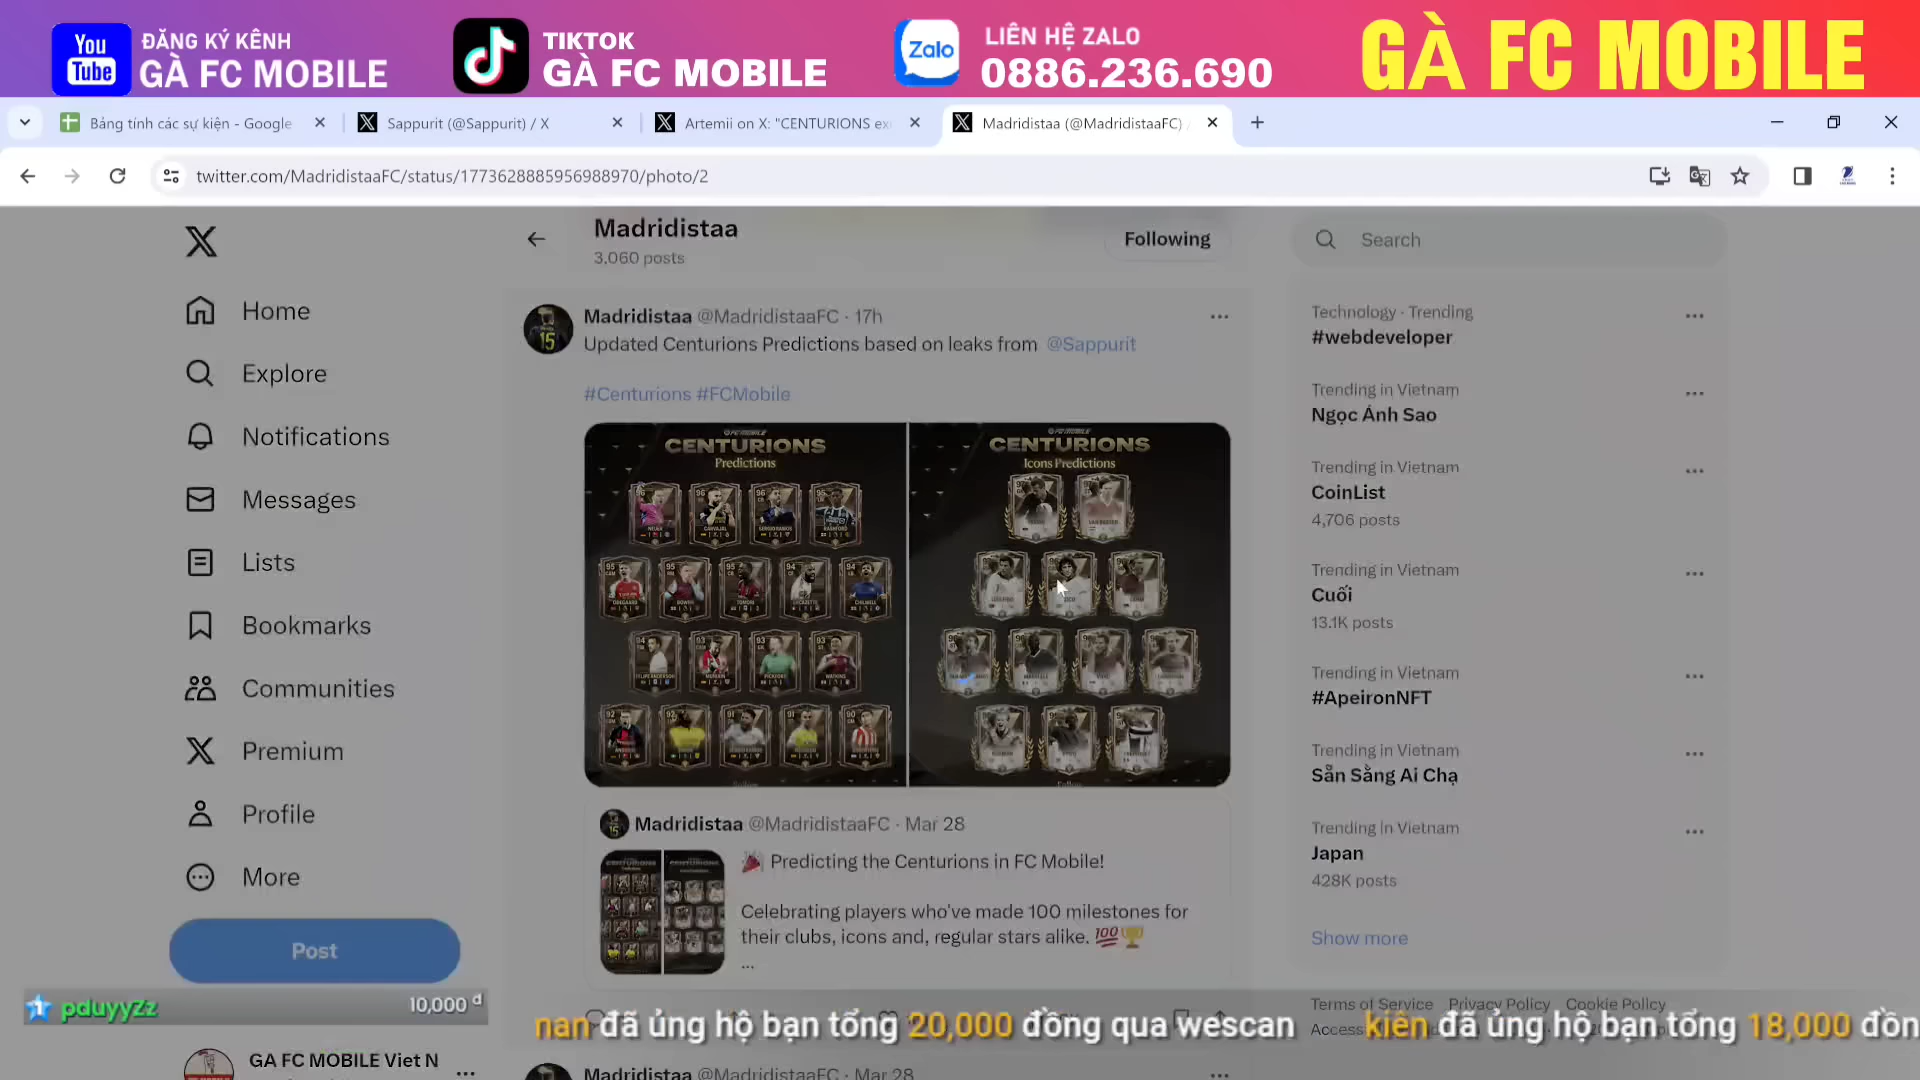 You
Tube
ĐĂNG KÝ KÊNH
GÀ FC MOBILE
TIKTOK
GÀ FC MOBILE
Zalo
LIÊN HỆ ZALO
0886.236.690
GÀ FC MOBILE
Bảng tính các sự kiện - Google
Sappurit (@Sappurit) / X
Artemii on X: "CENTURIONS ex
Madridistaa (@MadridistaaFC)
twitter.com/MadridistaaFC/status/1773628885956988970/photo/2
Home
Explore
Notifications
Messages
Lists
Bookmarks
Communities
Premium
Profile
More
Post
pduyyZz
10,000 đ
GA FC MOBILE Viet N
Madridistaa
3,060 posts
Following
Madridistaa @MadridistaaFC · 17h
Updated Centurions Predictions based on leaks from @Sappurit
#Centurions #FCMobile
FC MOBILE
CENTURIONS
Predictions
FC MOBILE
CENTURIONS
Icons Predictions
Madridistaa @MadridistaaFC · Mar 28
Predicting the Centurions in FC Mobile!
Celebrating players who've made 100 milestones for
their clubs, icons and, regular stars alike. 💯🏆
...
nan đã ủng hộ bạn tổng 20,000 đồng qua wescan
kiên đã ủng hộ bạn tổng 18,000 đồn
Madridistaa @MadridistaaFC · Mar 28
Search
Technology · Trending
#webdeveloper
Trending in Vietnam
Ngọc Ánh Sao
Trending in Vietnam
CoinList
4,706 posts
Trending in Vietnam
Cuối
13.1K posts
Trending in Vietnam
#ApeironNFT
Trending in Vietnam
Sẵn Sằng Ai Chạ
Trending in Vietnam
Japan
428K posts
Show more
Terms of Service Privacy Policy Cookie Policy